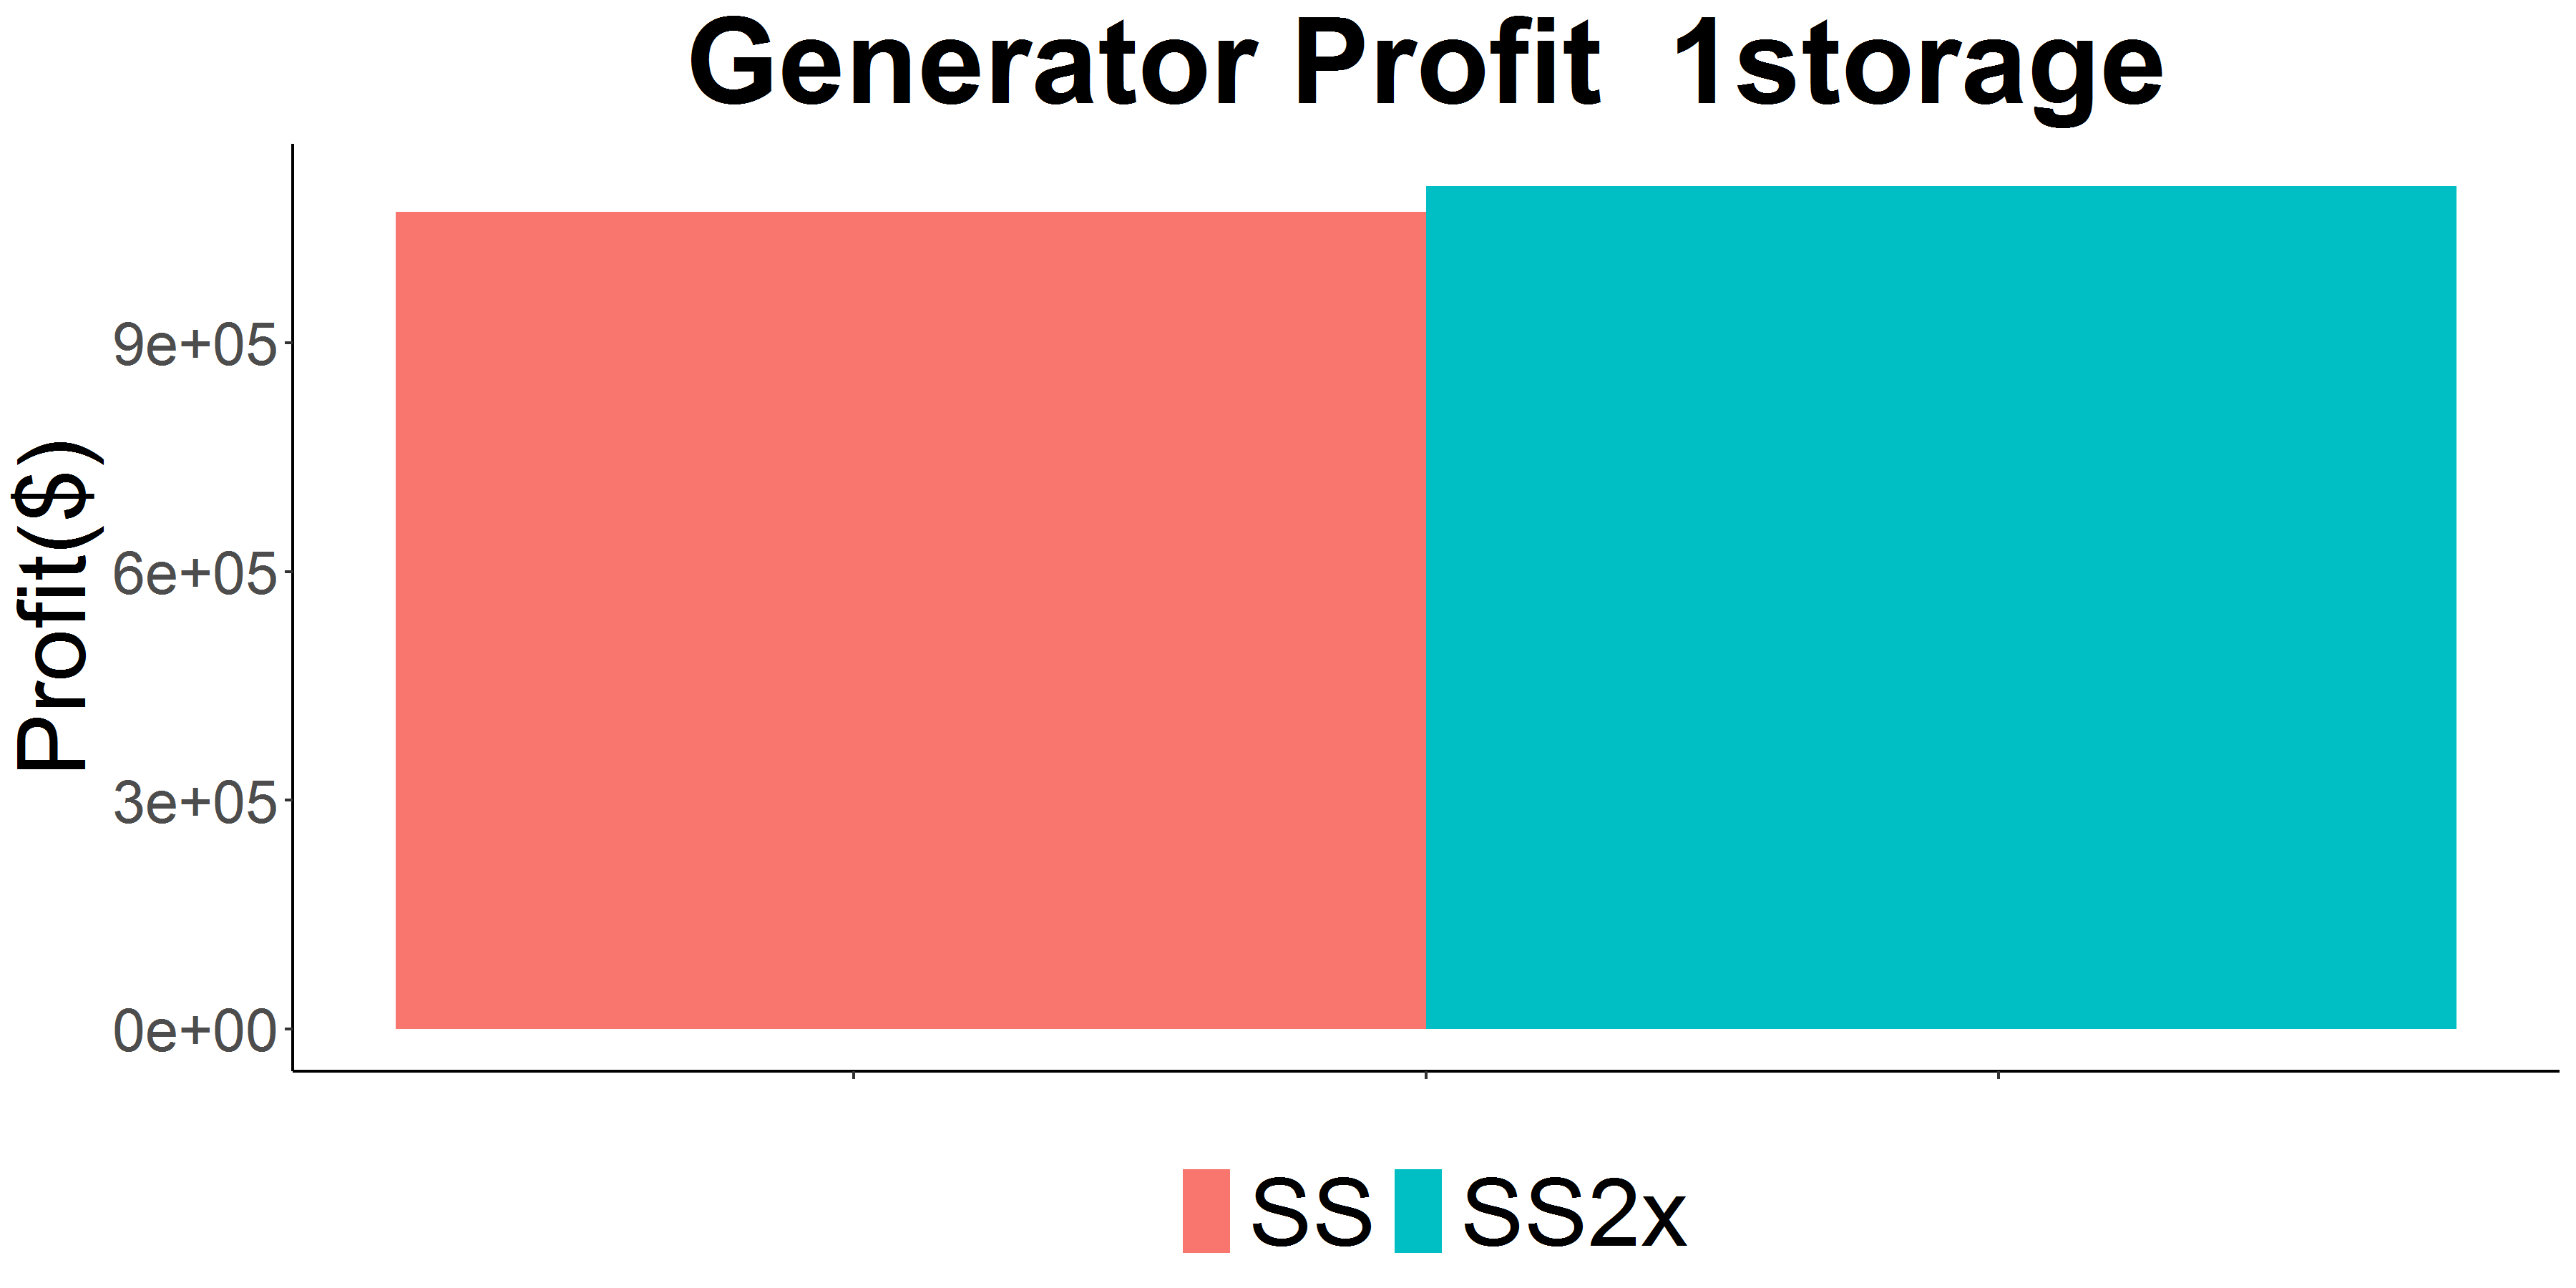 Generator Profit  1storage
Profit($)
9e+05
6e+05
3e+05
0e+00
SS
SS2x